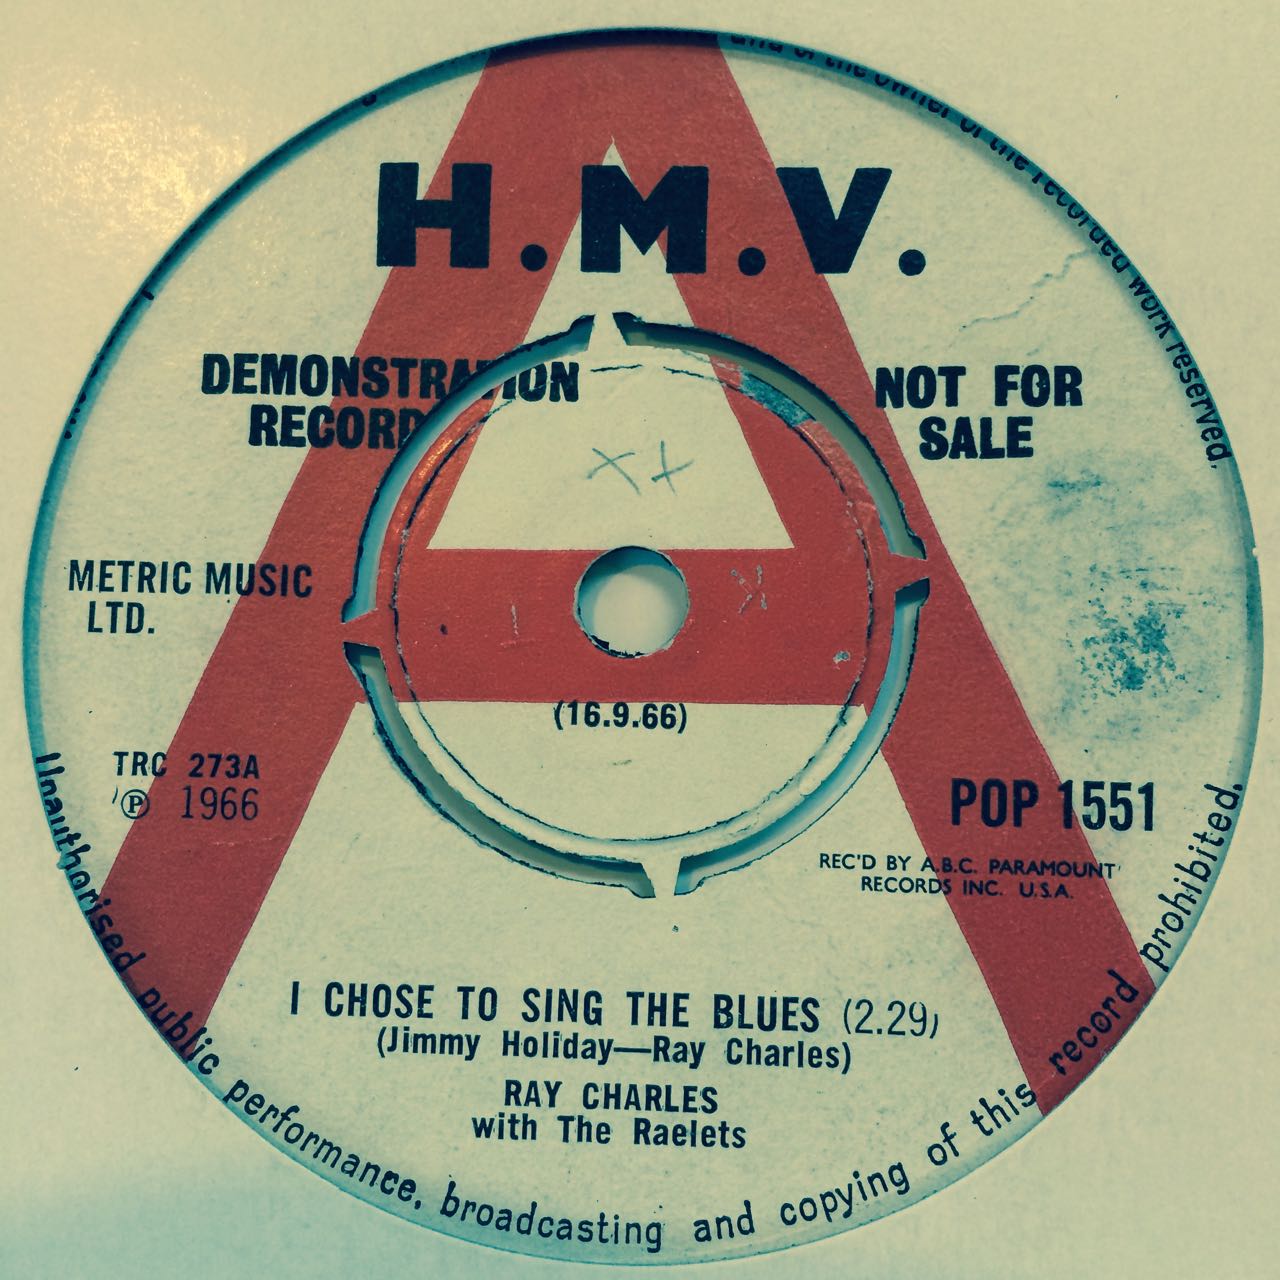 and of the owner of the recorded work reserved.
H.M.V.
DEMONSTRATION
RECORD
NOT FOR
SALE
METRIC MUSIC
LTD.
(16.9.66)
TRC 273A
℗ 1966
POP 1551
REC'D BY A.B.C. PARAMOUNT
RECORDS INC. U.S.A.
I CHOSE TO SING THE BLUES (2.29)
(Jimmy Holiday—Ray Charles)
RAY CHARLES
with The Raelets
Unauthorised public performance, broadcasting and copying of this record prohibited.
A